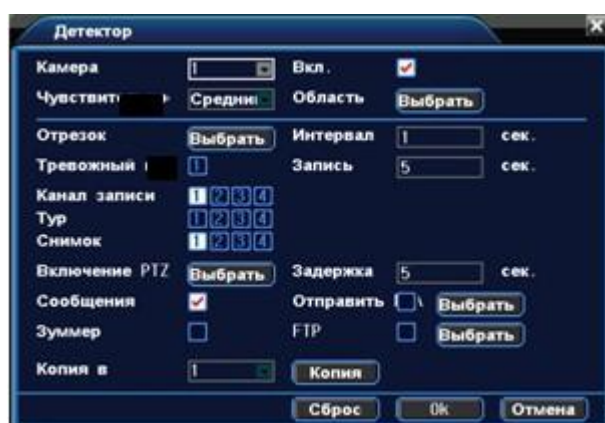 Детектор
Камера 1 Вкл.
Средни Область Выбрать
Отрезок Выбрать Интервал 1 сек.
Тревожный 1 Запись 5 сек.
Канал записи 1 2 3 4
Тур 1 2 3 4
Снимок 1 2 3 4
Включение PTZ Выбрать Задержка 5 сек.
Сообщения Отправить Выбрать
Зуммер FTP Выбрать
Копия в 1 Копия
Сброс Ok Отмена